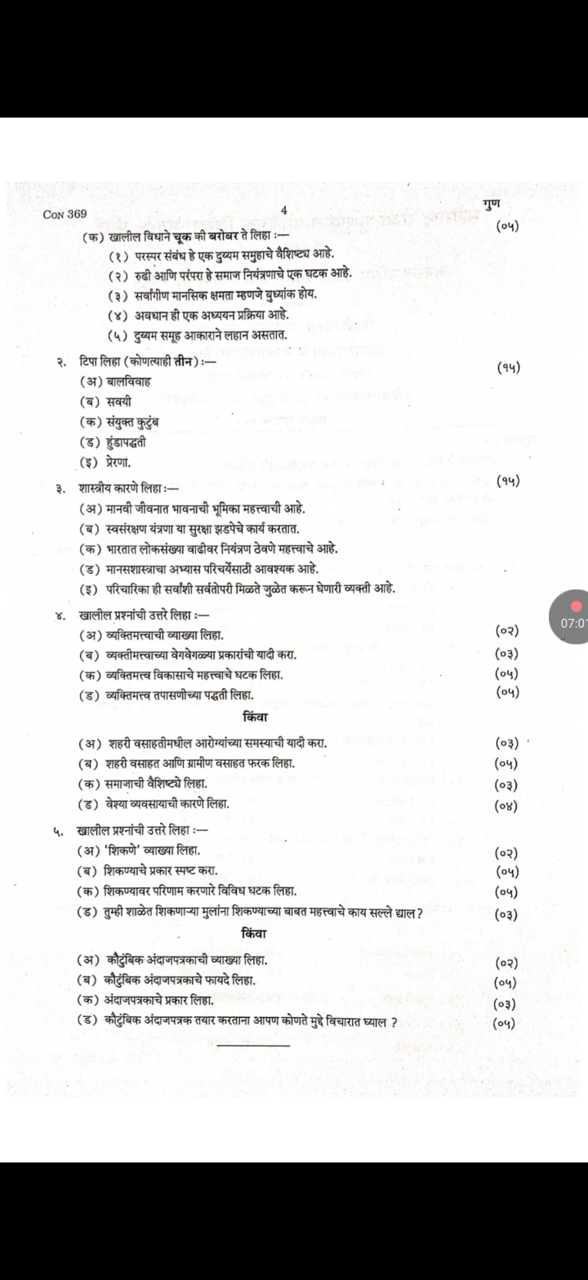 CON 369
4
गुण
(क) खालील विधाने चूक की बरोबर ते लिहा :—
(०५)
(१) परस्पर संबंध हे एक दुय्यम समुहाचे वैशिष्ट्य आहे.
(२) रुढी आणि परंपरा हे समाज नियंत्रणाचे एक घटक आहे.
(३) सर्वांगीण मानसिक क्षमता म्हणजे बुध्यांक होय.
(४) अवधान ही एक अध्ययन प्रक्रिया आहे.
(५) दुय्यम समूह आकाराने लहान असतात.
२. टिपा लिहा (कोणत्याही तीन) :—
(१५)
(अ) बालविवाह
(ब) सवयी
(क) संयुक्त कुटुंब
(ड) हुंडापद्धती
(इ) प्रेरणा.
३. शास्त्रीय कारणे लिहा :—
(१५)
(अ) मानवी जीवनात भावनाची भूमिका महत्त्वाची आहे.
(ब) स्वसंरक्षण यंत्रणा या सुरक्षा झडपेचे कार्य करतात.
(क) भारतात लोकसंख्या वाढीवर नियंत्रण ठेवणे महत्त्वाचे आहे.
(ड) मानसशास्त्राचा अभ्यास परिचर्येसाठी आवश्यक आहे.
(इ) परिचारिका ही सर्वांशी सर्वतोपरी मिळते जुळेत करून घेणारी व्यक्ती आहे.
४. खालील प्रश्नांची उत्तरे लिहा :—
(अ) व्यक्तिमत्त्वाची व्याख्या लिहा. (०२)
(ब) व्यक्तीमत्त्वाच्या वेगवेगळ्या प्रकारांची यादी करा. (०३)
(क) व्यक्तिमत्त्व विकासाचे महत्त्वाचे घटक लिहा. (०५)
(ड) व्यक्तिमत्त्व तपासणीच्या पद्धती लिहा. (०५)
किंवा
(अ) शहरी वसाहतीमधील आरोग्यांच्या समस्याची यादी करा. (०३)
(ब) शहरी वसाहत आणि ग्रामीण वसाहत फरक लिहा. (०५)
(क) समाजाची वैशिष्ट्ये लिहा. (०३)
(ड) वेश्या व्यवसायाची कारणे लिहा. (०४)
५. खालील प्रश्नांची उत्तरे लिहा :—
(अ) 'शिकणे' व्याख्या लिहा. (०२)
(ब) शिकण्याचे प्रकार स्पष्ट करा. (०५)
(क) शिकण्यावर परिणाम करणारे विविध घटक लिहा. (०५)
(ड) तुम्ही शाळेत शिकणाऱ्या मुलांना शिकण्याच्या बाबत महत्त्वाचे काय सल्ले द्याल ? (०३)
किंवा
(अ) कौटुंबिक अंदाजपत्रकाची व्याख्या लिहा. (०२)
(ब) कौटुंबिक अंदाजपत्रकाचे फायदे लिहा. (०५)
(क) अंदाजपत्रकाचे प्रकार लिहा. (०३)
(ड) कौटुंबिक अंदाजपत्रक तयार करताना आपण कोणते मुद्दे विचारात घ्याल ? (०५)